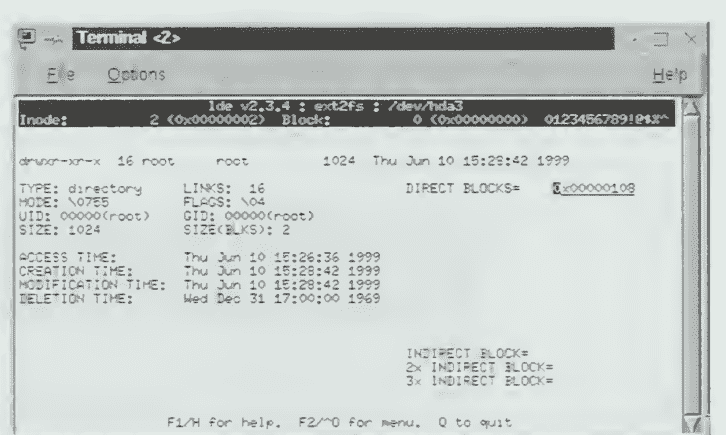 Terminal <2>
File Options Help
lde v2.3.4 : ext2fs : /dev/hda3
Inode: 2 (0x00000002) Block: 0 (0x00000000) 0123456789!@#$%^
drwxr-xr-x 16 root root 1024 Thu Jun 10 15:28:42 1999
TYPE: directory LINKS: 16 DIRECT BLOCKS= 0x00000108
MODE: \0755 FLAGS: \04
UID: 00000(root) GID: 00000(root)
SIZE: 1024 SIZE(BLKS): 2
ACCESS TIME: Thu Jun 10 15:26:36 1999
CREATION TIME: Thu Jun 10 15:28:42 1999
MODIFICATION TIME: Thu Jun 10 15:28:42 1999
DELETION TIME: Wed Dec 31 17:00:00 1969
INDIRECT BLOCK=
2x INDIRECT BLOCK=
3x INDIRECT BLOCK=
F1/H for help. F2/^O for menu. Q to quit